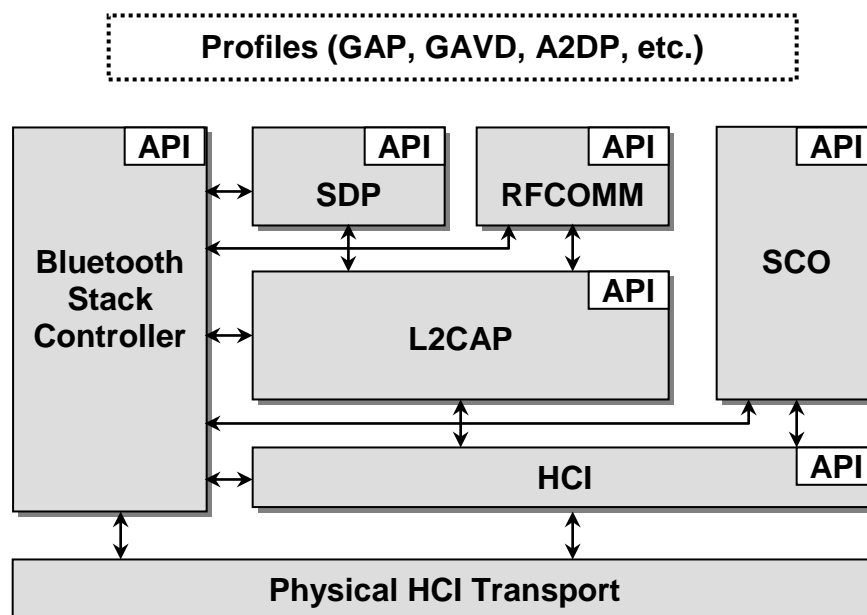 Profiles (GAP, GAVD, A2DP, etc.)
API
API
API
API
SDP
RFCOMM
Bluetooth
Stack
Controller
SCO
API
L2CAP
API
HCI
Physical HCI Transport